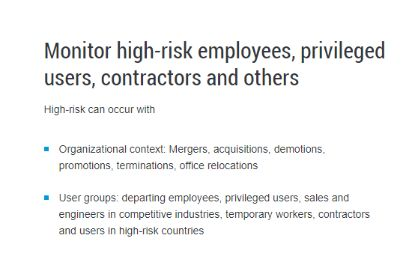 Monitor high-risk employees, privileged
users, contractors and others
High-risk can occur with
Organizational context: Mergers, acquisitions, demotions,
promotions, terminations, office relocations
User groups: departing employees, privileged users, sales and
engineers in competitive industries, temporary workers, contractors
and users in high-risk countries